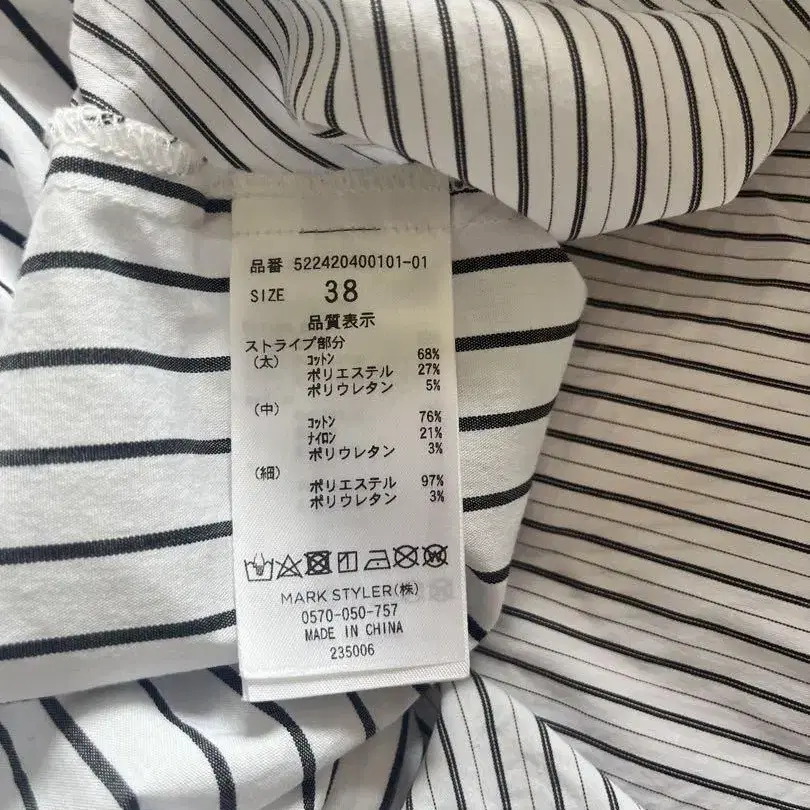 品番 522420400101-01
SIZE 38
品質表示
ストライプ部分
(太) コットン 68%
ポリエステル 27%
ポリウレタン 5%
(中)
コットン 76%
ナイロン 21%
ポリウレタン 3%
(細)
ポリエステル 97%
ポリウレタン 3%
MARK STYLER(株)
0570-050-757
MADE IN CHINA
235006